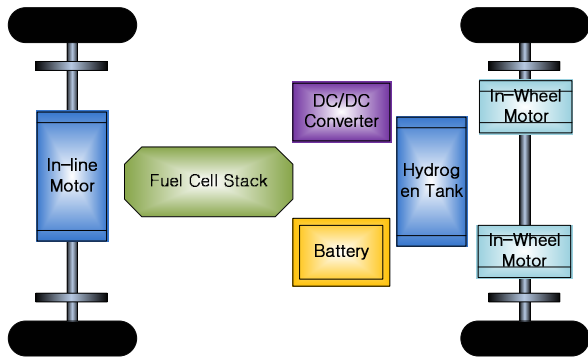 In-line
Motor
Fuel Cell Stack
DC/DC
Converter
Battery
Hydrog
en Tank
In-Wheel
Motor
In-Wheel
Motor